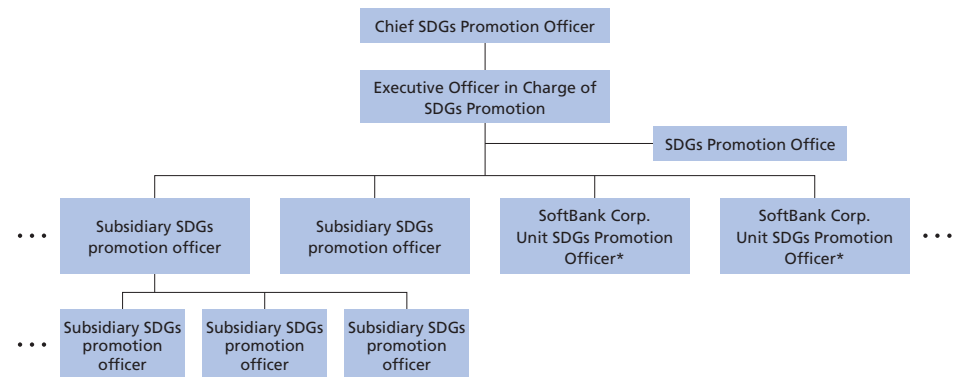 Chief SDGs Promotion Officer
Executive Officer in Charge of
SDGs Promotion
SDGs Promotion Office
Subsidiary SDGs
promotion officer
Subsidiary SDGs
promotion officer
SoftBank Corp.
Unit SDGs Promotion
Officer*
SoftBank Corp.
Unit SDGs Promotion
Officer*
Subsidiary SDGs
promotion
officer
Subsidiary SDGs
promotion
officer
Subsidiary SDGs
promotion
officer